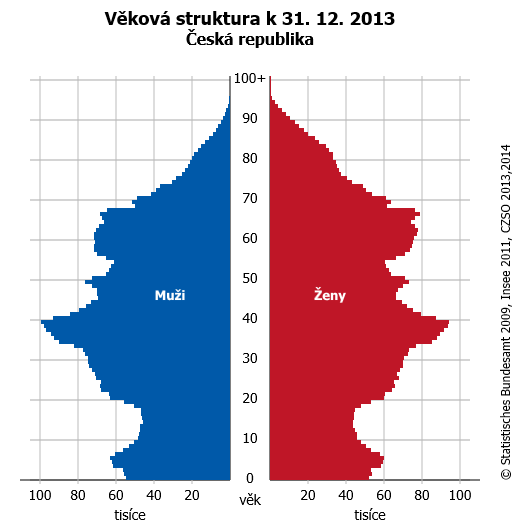 Věková struktura k 31. 12. 2013
Česká republika
100+
90
80
70
60
50
40
30
20
10
0
Muži
Ženy
100 80 60 40 20
věk
20 40 60 80 100
tisíce
tisíce
© Statistisches Bundesamt 2009, Insee 2011, CZSO 2013,2014